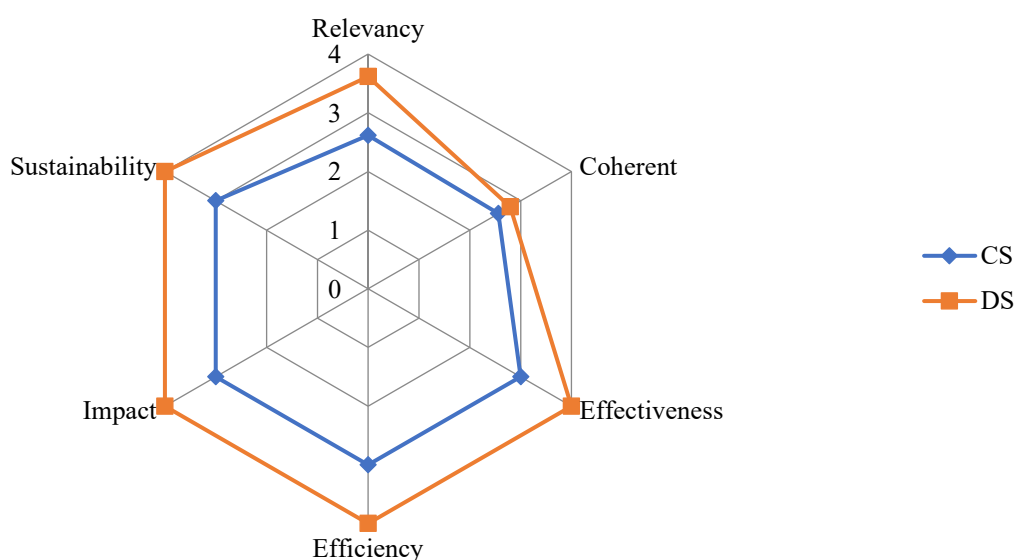 Relevancy
4
3
2
1
0
Sustainability
Coherent
CS
DS
Impact
Effectiveness
Efficiency